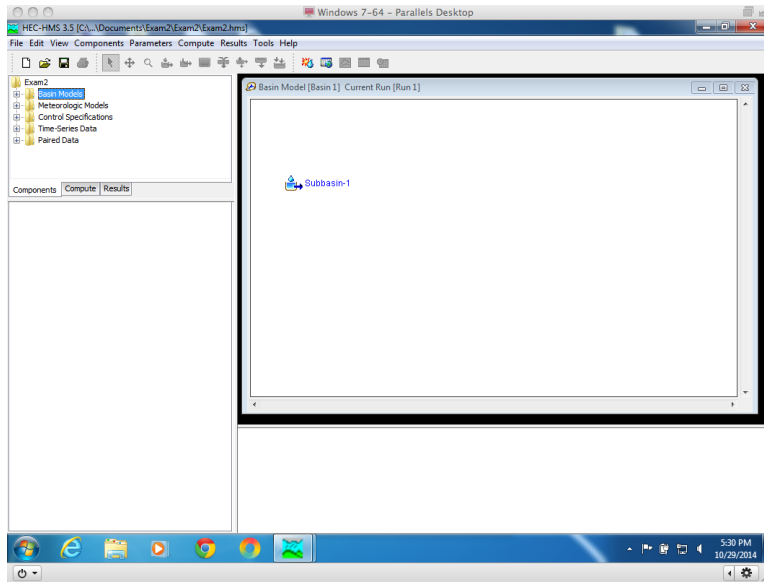 Windows 7-64 - Parallels Desktop
HEC-HMS 3.5 [C:\...\Documents\Exam2\Exam2\Exam2.hms]
File Edit View Components Parameters Compute Results Tools Help
Exam2
Basin Models
Meteorologic Models
Control Specifications
Time-Series Data
Paired Data
Components Compute Results
Basin Model [Basin 1] Current Run [Run 1]
Subbasin-1
5:30 PM
10/29/2014